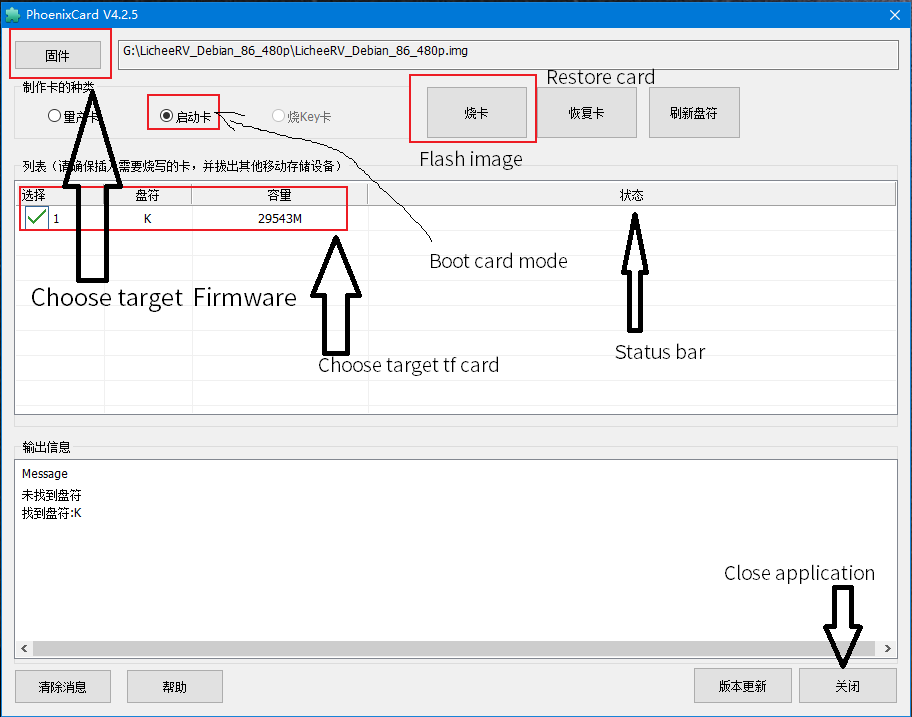 PhoenixCard V4.2.5
固件
G:\LicheeRV_Debian_86_480p\LicheeRV_Debian_86_480p.img
Restore card
制作卡的种类
量产卡
启动卡
烧Key卡
烧卡
恢复卡
刷新盘符
Flash image
列表（请确保插入需要烧写的卡，并拔出其他移动存储设备）
选择 盘符 容量 状态
1 K 29543M
Boot card mode
Choose target Firmware
Status bar
Choose target tf card
输出信息
Message
未找到盘符
找到盘符:K
Close application
清除消息
帮助
版本更新
关闭